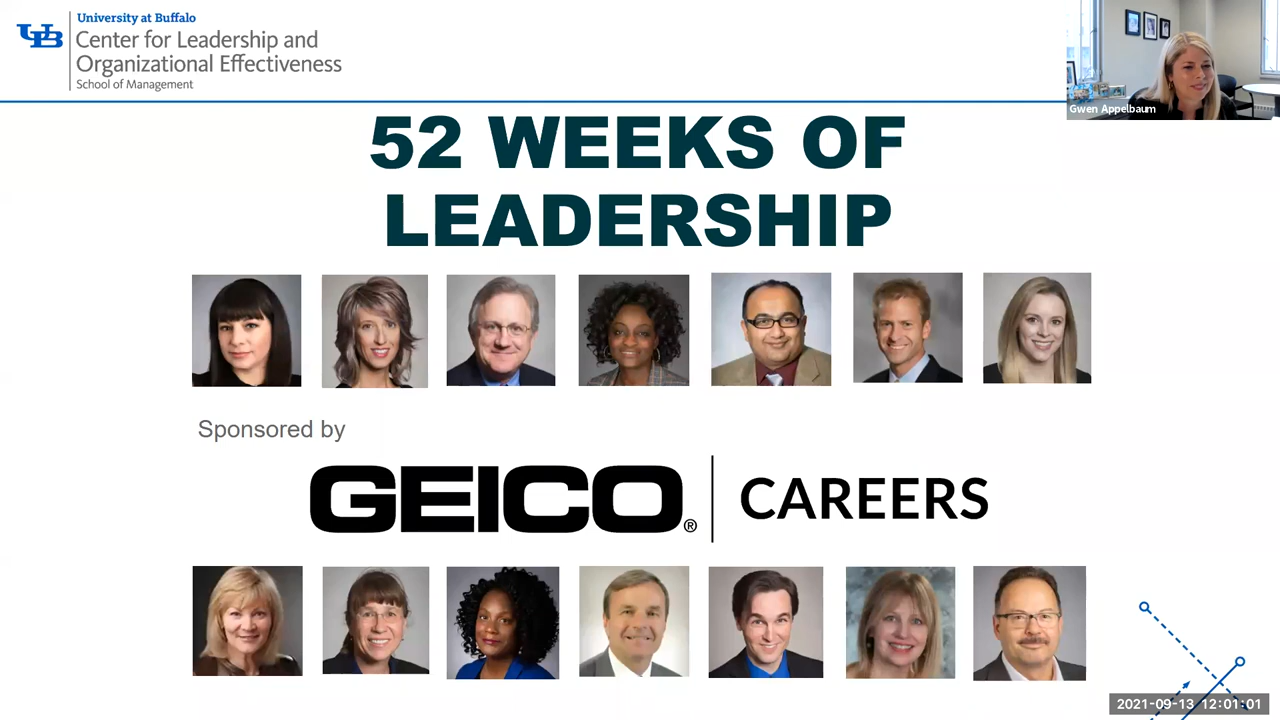 University at Buffalo
UB
Center for Leadership and
Organizational Effectiveness
School of Management
Gwen Appelbaum
52 WEEKS OF
LEADERSHIP
Sponsored by
GEICO® | CAREERS
2021-09-13 12:01:01